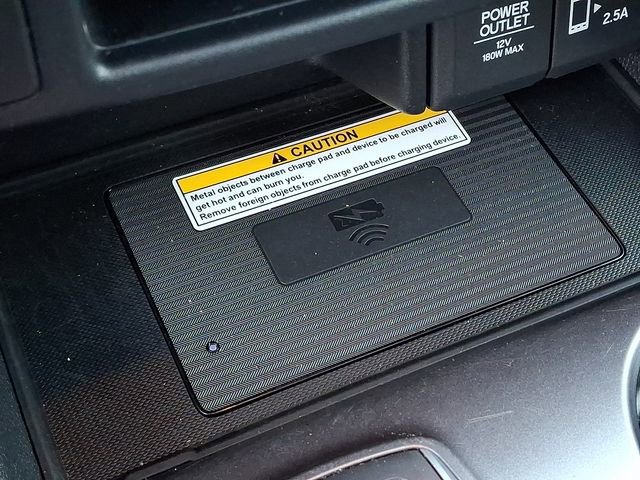 POWER
OUTLET
12V
180W MAX
2.5A
CAUTION
Metal objects between charge pad and device to be charged will
get hot and can burn you.
Remove foreign objects from charge pad before charging device.